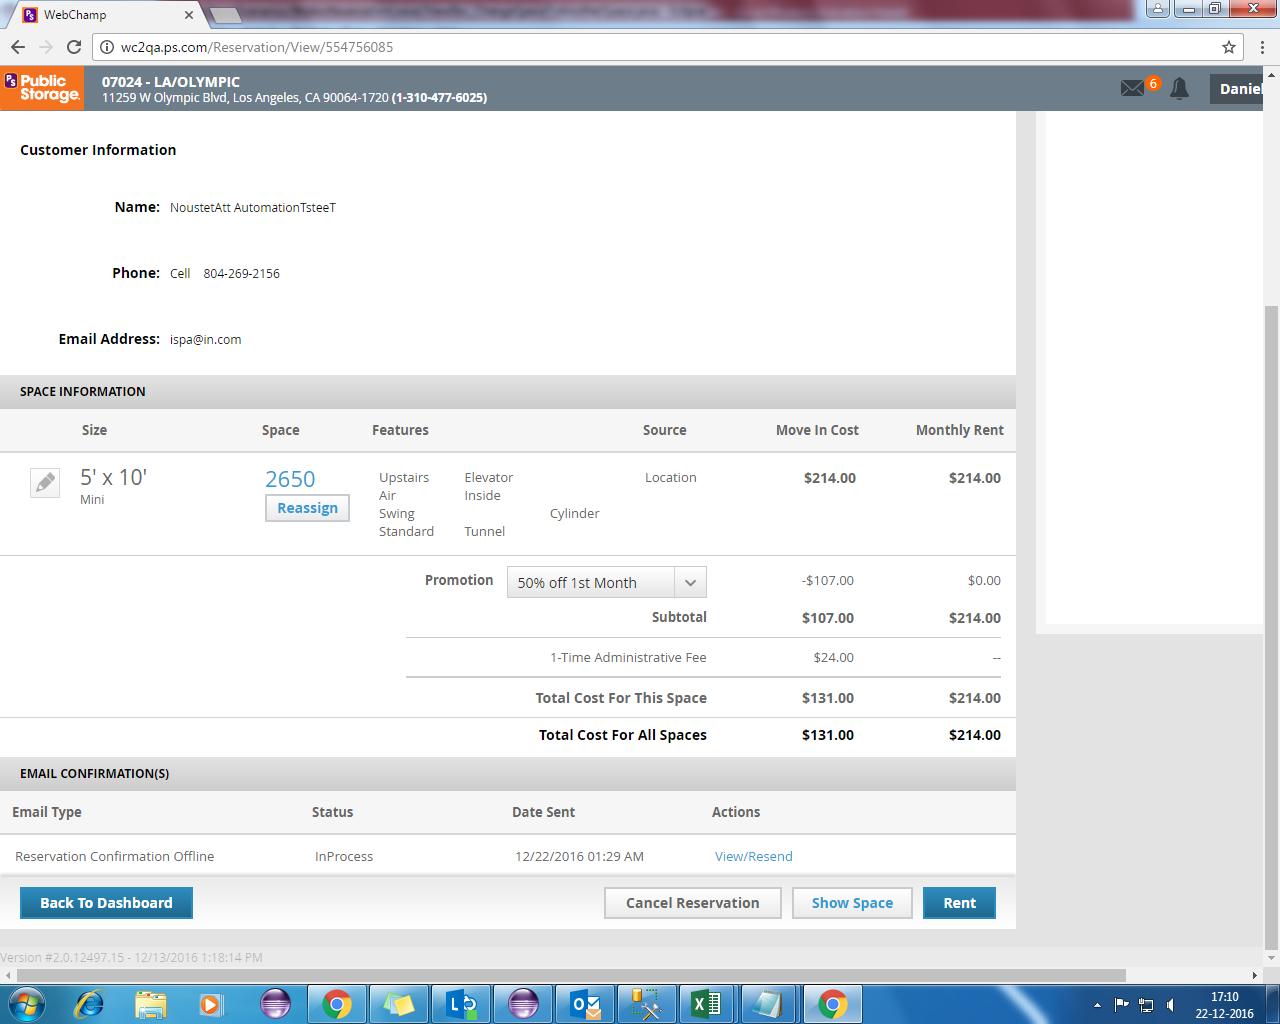 WebChamp
wc2qa.ps.com/Reservation/View/554756085
PS Public Storage.
07024 - LA/OLYMPIC
11259 W Olympic Blvd, Los Angeles, CA 90064-1720 (1-310-477-6025)
6
Daniel
Customer Information
Name: NoustetAtt AutomationTsteeT
Phone: Cell 804-269-2156
Email Address: ispa@in.com
SPACE INFORMATION
Size Space Features Source Move In Cost Monthly Rent
5' x 10' 2650 Upstairs Elevator Location $214.00 $214.00
Mini Air Inside
Reassign Swing Cylinder
Standard Tunnel
Promotion 50% off 1st Month -$107.00 $0.00
Subtotal $107.00 $214.00
1-Time Administrative Fee $24.00 --
Total Cost For This Space $131.00 $214.00
Total Cost For All Spaces $131.00 $214.00
EMAIL CONFIRMATION(S)
Email Type Status Date Sent Actions
Reservation Confirmation Offline InProcess 12/22/2016 01:29 AM View/Resend
Back To Dashboard Cancel Reservation Show Space Rent
Version #2.0.12497.15 - 12/13/2016 1:18:14 PM
17:10
22-12-2016